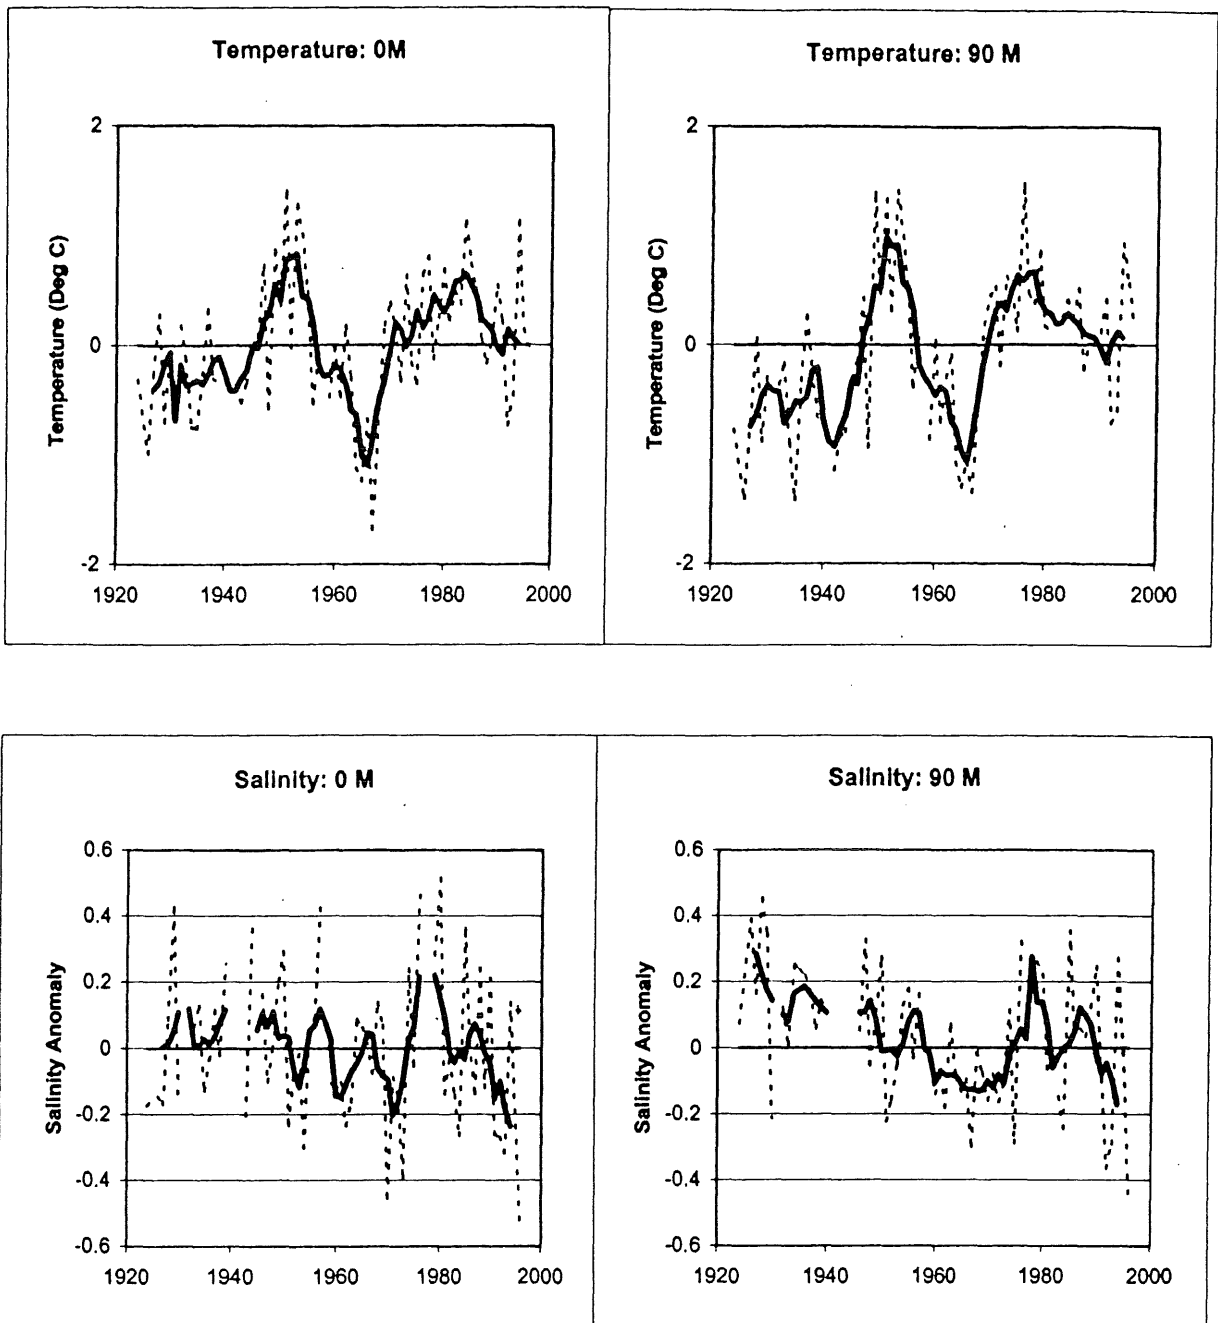 Temperature: 0M
2
0
-2
Temperature (Deg C)
1920 1940 1960 1980 2000
Temperature: 90 M
2
0
-2
Temperature (Deg C)
1920 1940 1960 1980 2000
Salinity: 0 M
0.6
0.4
0.2
0
-0.2
-0.4
-0.6
Salinity Anomaly
1920 1940 1960 1980 2000
Salinity: 90 M
0.6
0.4
0.2
0
-0.2
-0.4
-0.6
Salinity Anomaly
1920 1940 1960 1980 2000